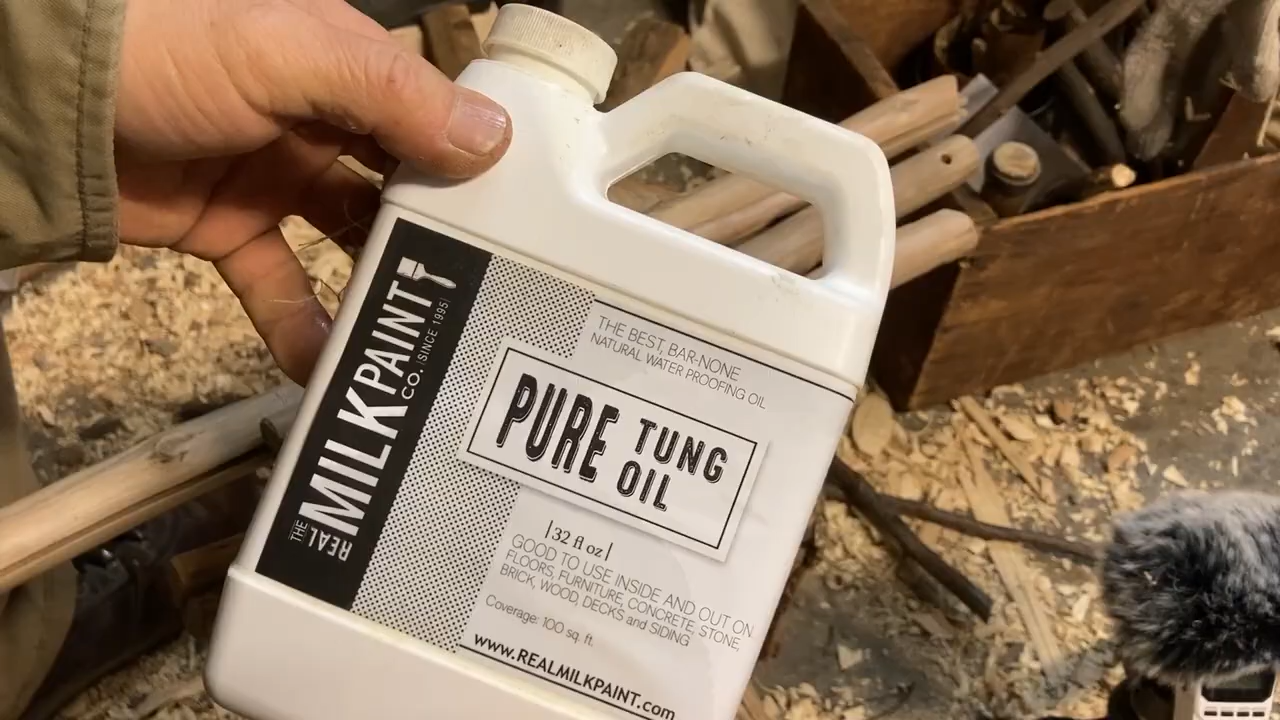 THE REAL
MILKPAINT
CO. |SINCE 1995|
THE BEST, BAR-NONE
NATURAL WATER PROOFING OIL
PURE TUNG
OIL
|32 fl oz|
GOOD TO USE INSIDE AND OUT ON
FLOORS, FURNITURE, CONCRETE, STONE,
BRICK, WOOD, DECKS and SIDING
Coverage: 100 sq. ft.
www.REALMILKPAINT.com